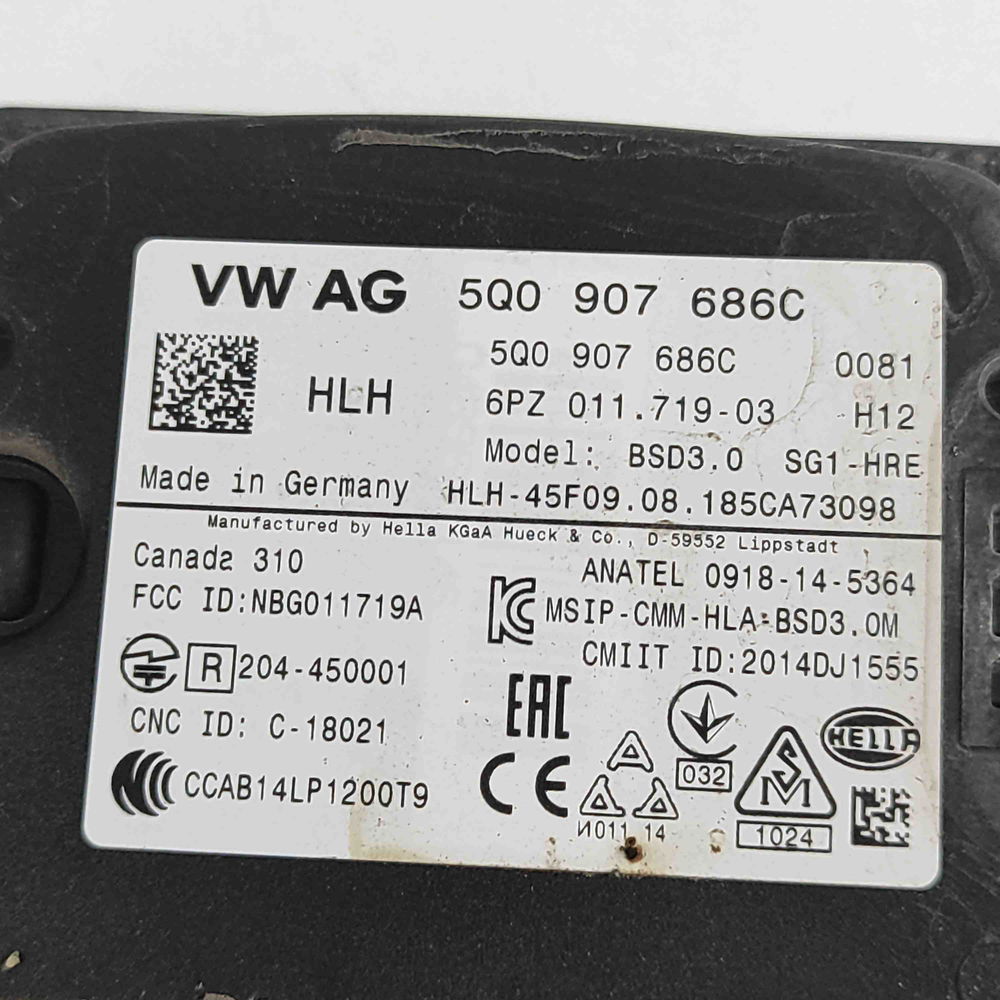 VW AG 5Q0 907 686C
5Q0 907 686C 0081
HLH 6PZ 011.719-03 H12
Model: BSD3.0 SG1-HRE
Made in Germany HLH-45F09.08.185CA73098
Manufactured by Hella KGaA Hueck & Co., D-59552 Lippstadt
Canada 310 ANATEL 0918-14-5364
FCC ID:NBG011719A MSIP-CMM-HLA-BSD3.0M
R 204-450001 CMIIT ID:2014DJ1555
CNC ID: C-18021 EAC
HELLA
CCAB14LP1200T9 CE
032
SM
И011 14
1024